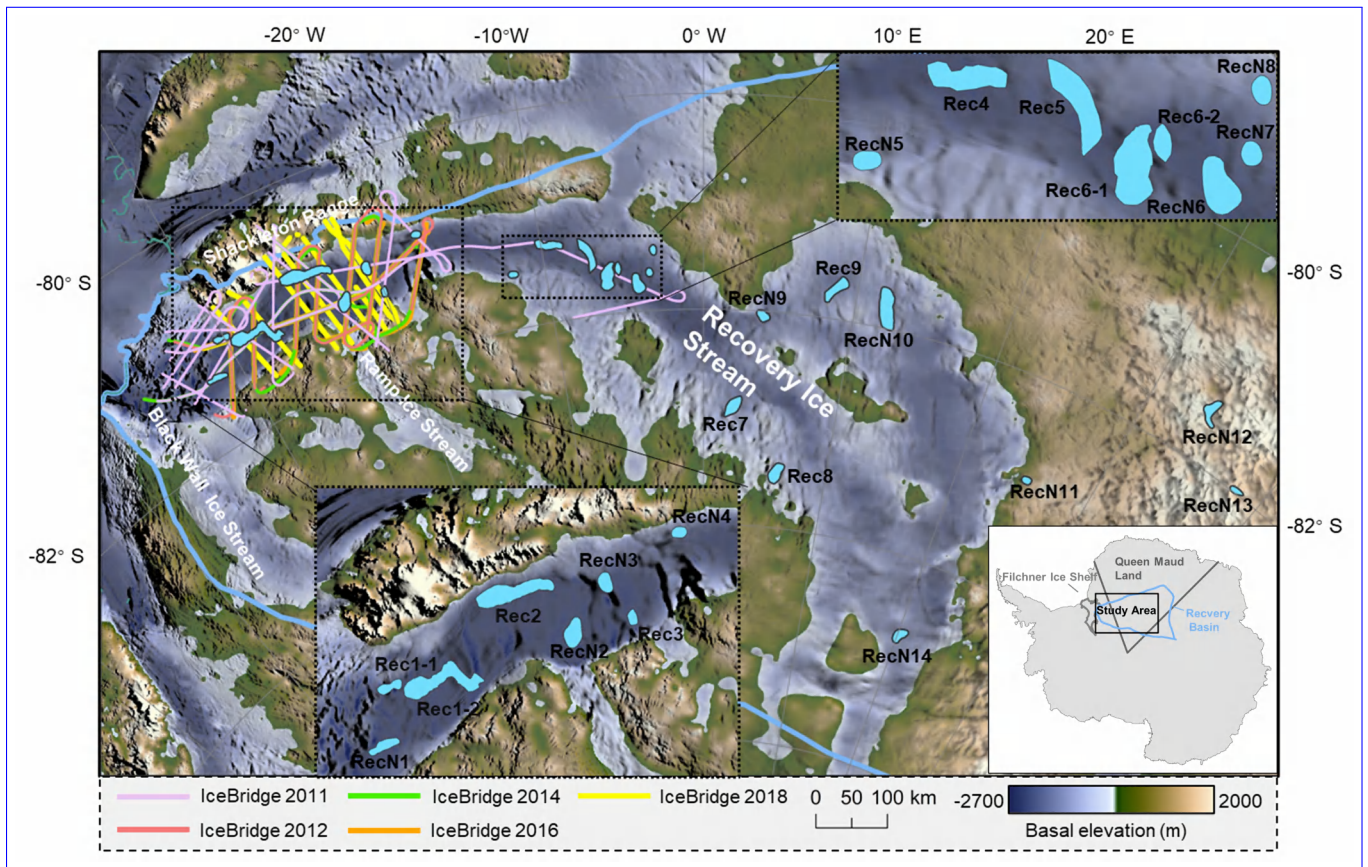 -20° W
-10° W
0° W
10° E
20° E
-80° S
-82° S
-80° S
-82° S
Rec4
Rec5
Rec6-2
RecN8
RecN7
RecN5
Rec6-1
RecN6
Shackleton Range
Ramp Ice Stream
Black Wall Ice Stream
Recovery Ice
Stream
RecN9
Rec9
RecN10
Rec7
Rec8
RecN11
RecN12
RecN13
RecN14
RecN4
RecN3
Rec2
Rec3
RecN2
Rec1-1
Rec1-2
RecN1
Queen Maud
Land
Filchner Ice Shelf
Study Area
Recvery
Basin
IceBridge 2011
IceBridge 2014
IceBridge 2018
0 50 100 km
-2700
2000
IceBridge 2012
IceBridge 2016
Basal elevation (m)